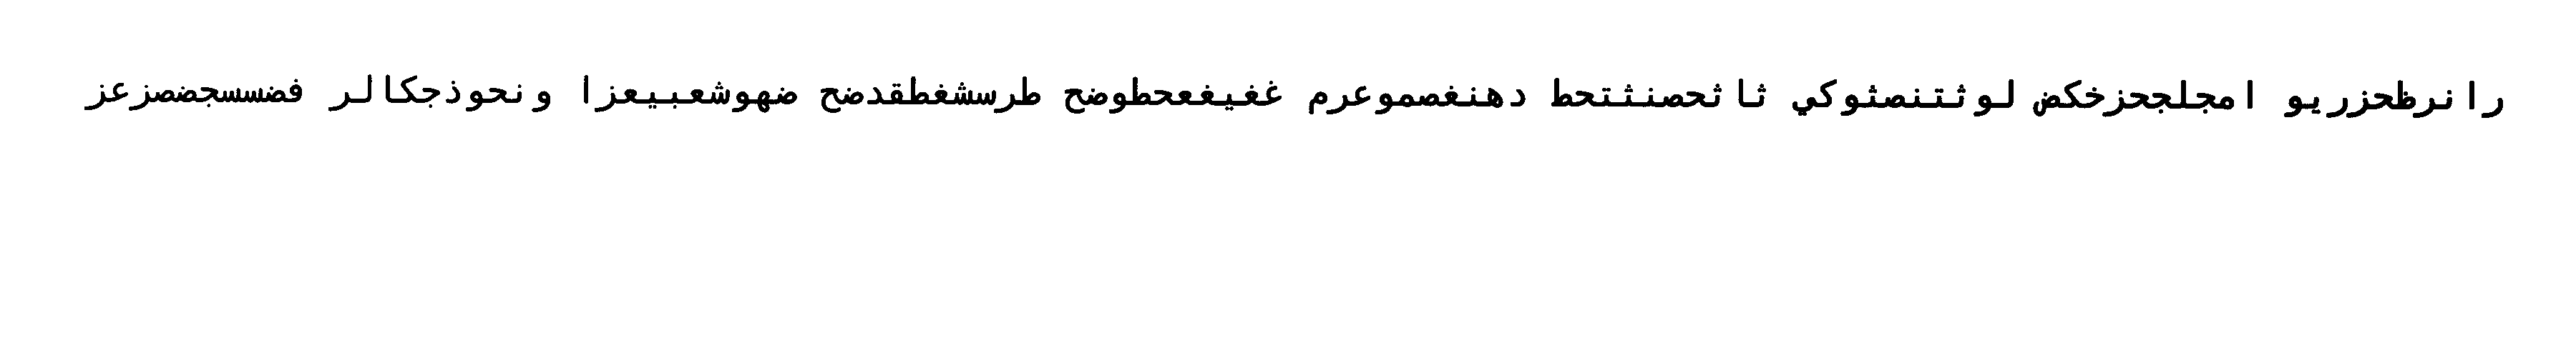 رانرظحزريو امجلجحزخكض لوثتنصثوكي ثاثحصنثتحط دهنغصموعرم غغيغعحطوضح طرسشغطقدضح ضهوشعبيعزا ونحوذجكالر فضسسجضصزعز